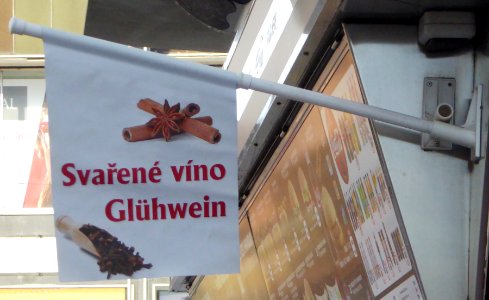 Svařené víno
Glühwein